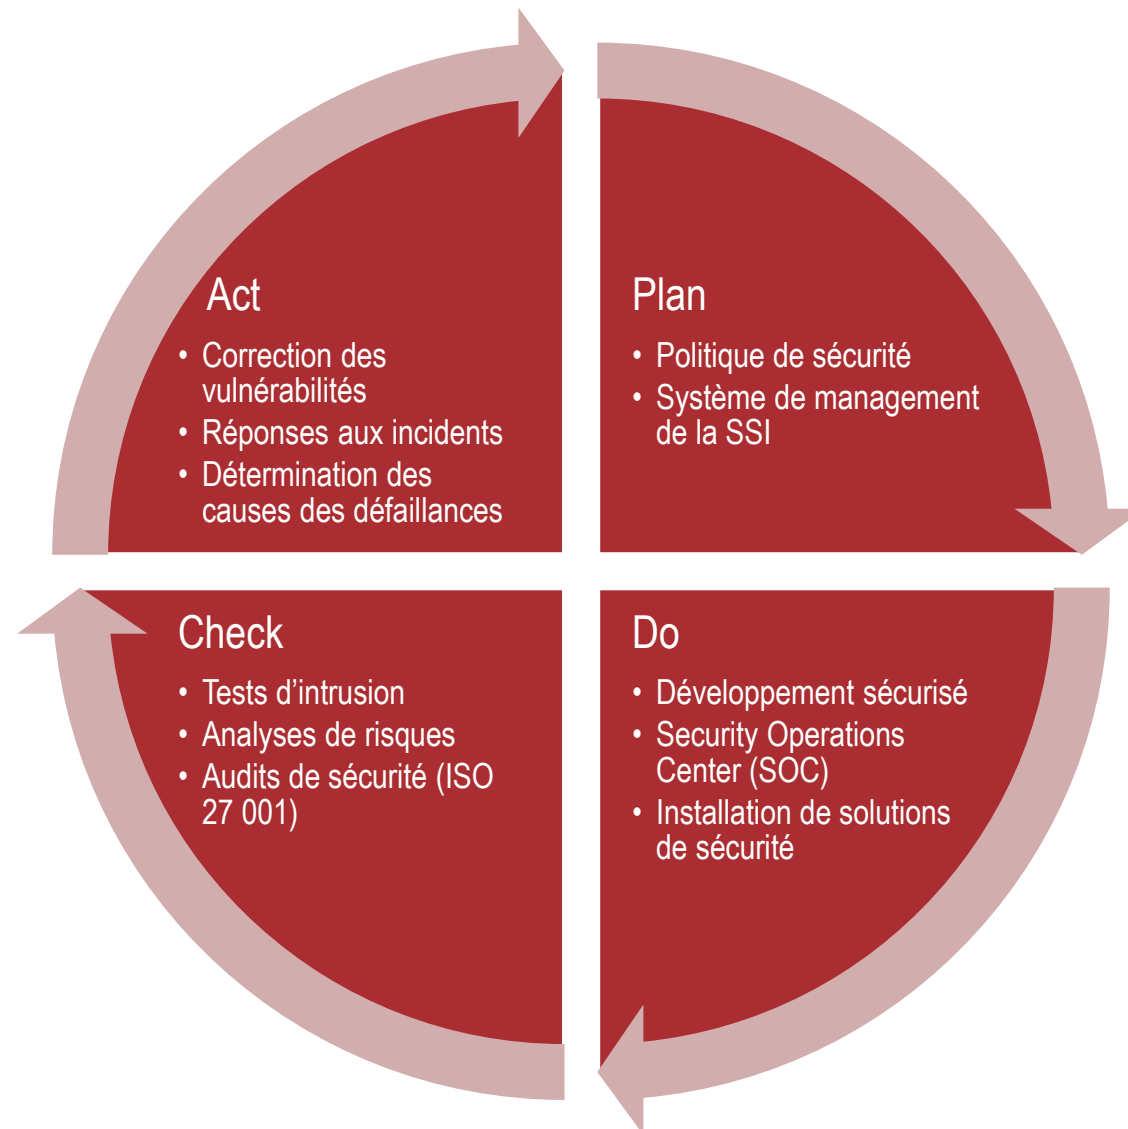 Act
• Correction des
vulnérabilités
• Réponses aux incidents
• Détermination des
causes des défaillances
Plan
• Politique de sécurité
• Système de management
de la SSI
Check
• Tests d’intrusion
• Analyses de risques
• Audits de sécurité (ISO
27 001)
Do
• Développement sécurisé
• Security Operations
Center (SOC)
• Installation de solutions
de sécurité